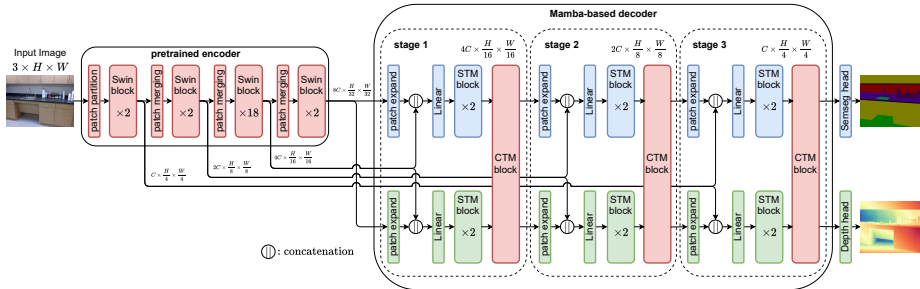 Mamba-based decoder
Input Image
3 × H × W
pretrained encoder
patch partition
Swin
block
×2
patch merging
Swin
block
×2
patch merging
Swin
block
×18
patch merging
Swin
block
×2
8C × H/32 × W/32
4C × H/16 × W/16
2C × H/8 × W/8
C × H/4 × W/4
stage 1
4C × H/16 × W/16
patch expand
Linear
STM
block
×2
CTM
block
patch expand
Linear
STM
block
×2
stage 2
2C × H/8 × W/8
patch expand
Linear
STM
block
×2
CTM
block
patch expand
Linear
STM
block
×2
stage 3
C × H/4 × W/4
patch expand
Linear
STM
block
×2
CTM
block
patch expand
Linear
STM
block
×2
Semseg head
Depth head
: concatenation